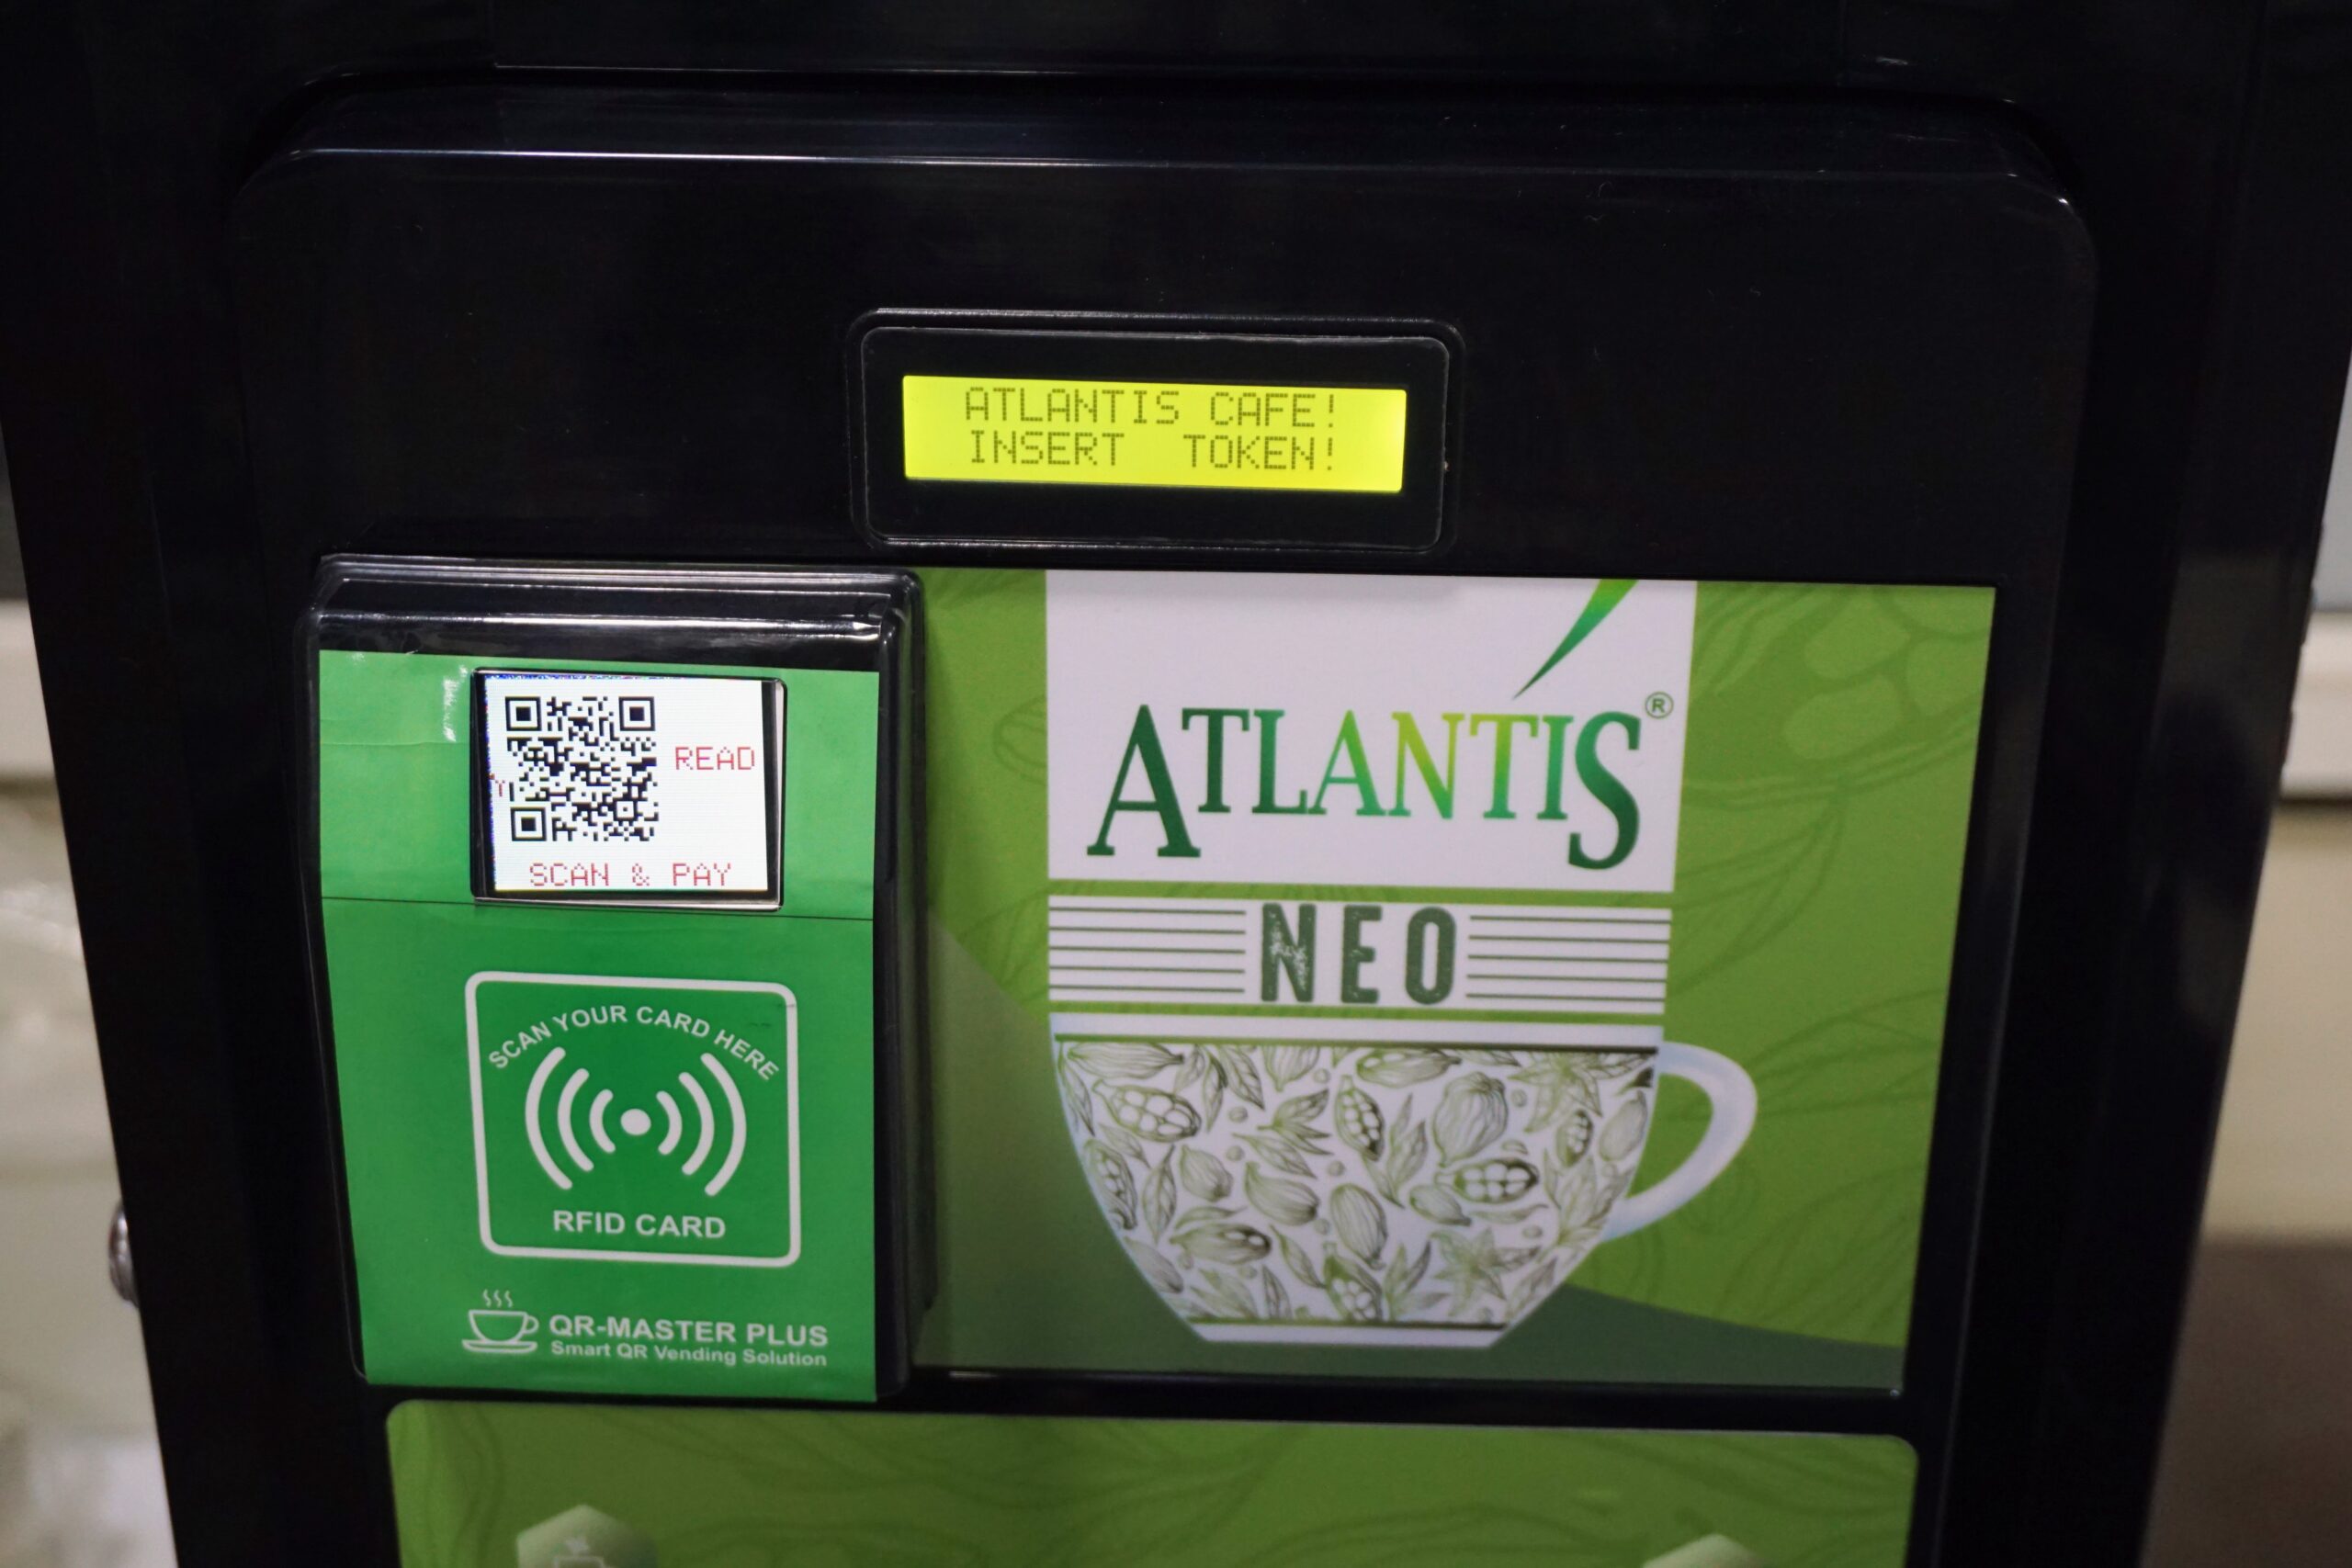 ATLANTIS CAFE!
INSERT TOKEN!
READ
Y
SCAN & PAY
SCAN YOUR CARD HERE
RFID CARD
QR-MASTER PLUS
Smart QR Vending Solution
ATLANTIS®
NEO